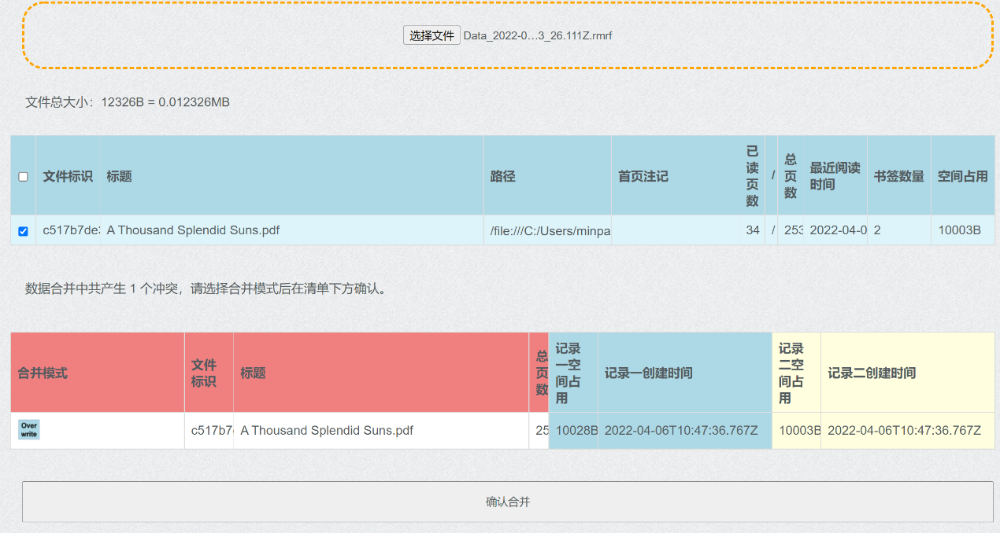 选择文件 Data_2022-0…3_26.111Z.rmrf
文件总大小：12326B = 0.012326MB
文件标识 标题 路径 首页注记 已读页数 / 总页数 最近阅读时间 书签数量 空间占用
c517b7de: A Thousand Splendid Suns.pdf /file:///C:/Users/minpa 34 / 253 2022-04-0 2 10003B
数据合并中共产生 1 个冲突，请选择合并模式后在清单下方确认。
合并模式 文件标识 标题 总页数 记录一空间占用 记录一创建时间 记录二空间占用 记录二创建时间
Over write c517b7 A Thousand Splendid Suns.pdf 25 10028B 2022-04-06T10:47:36.767Z 10003B 2022-04-06T10:47:36.767Z
确认合并